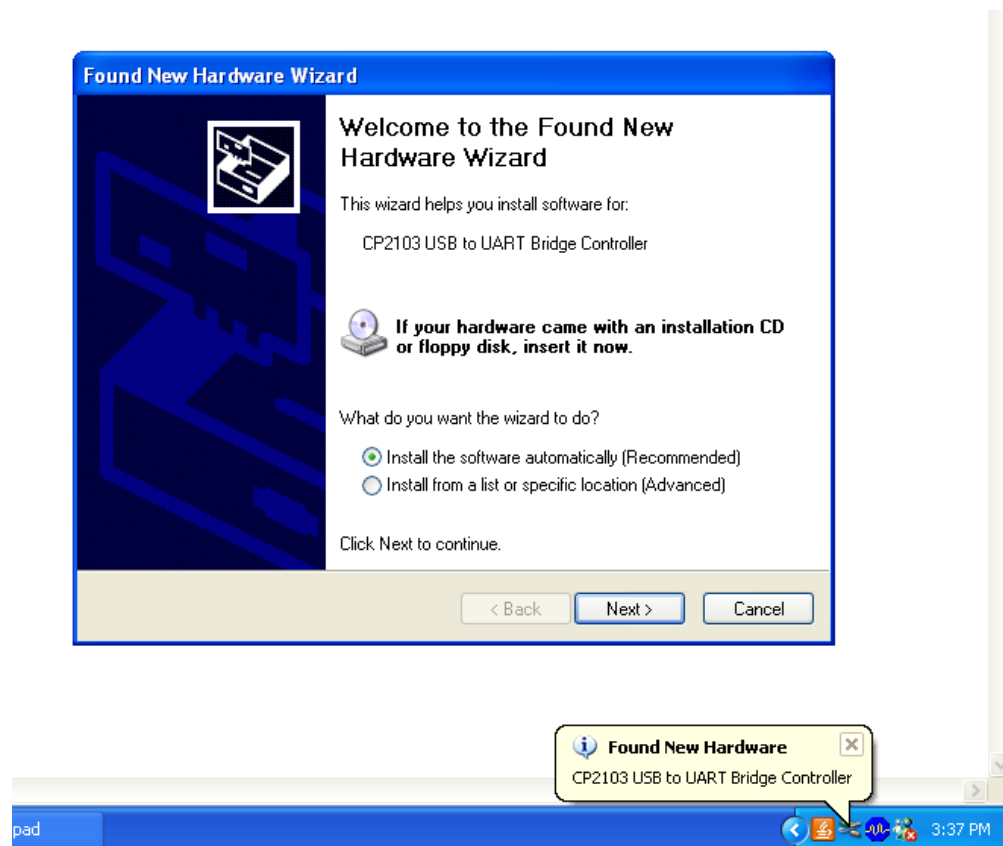 Found New Hardware Wizard
Welcome to the Found New
Hardware Wizard
This wizard helps you install software for:
CP2103 USB to UART Bridge Controller
If your hardware came with an installation CD
or floppy disk, insert it now.
What do you want the wizard to do?
Install the software automatically (Recommended)
Install from a list or specific location (Advanced)
Click Next to continue.
< Back Next > Cancel
Found New Hardware
CP2103 USB to UART Bridge Controller
pad 3:37 PM